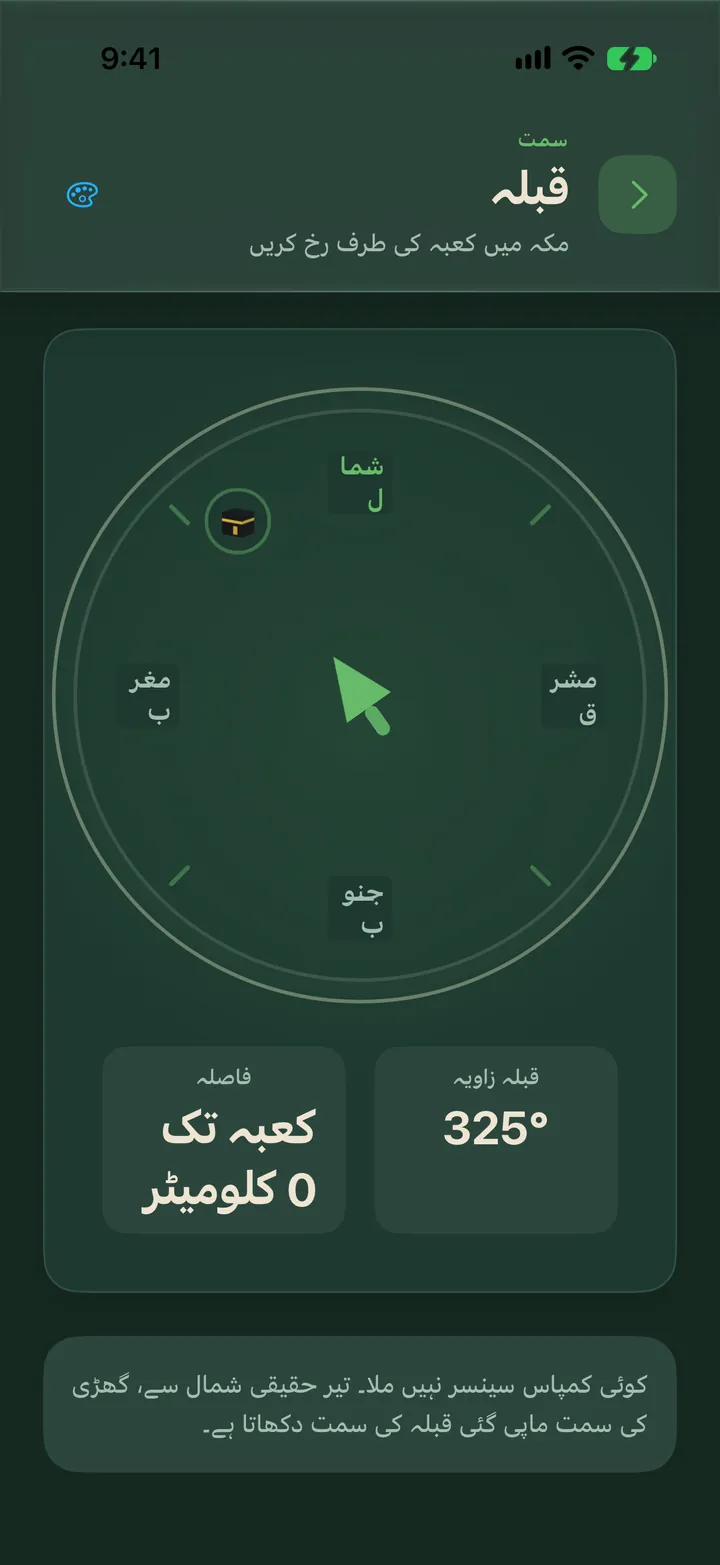 9:41
سمت
قبلہ
مکہ میں کعبہ کی طرف رخ کریں
شما
ل
مغر
ب
مشر
ق
جنو
ب
قبلہ زاویہ
325°
فاصلہ
کعبہ تک
0 کلومیٹر
کوئی کمپاس سینسر نہیں ملا۔ تیر حقیقی شمال سے، گھڑی
کی سمت ماپی گئی قبلہ کی سمت دکھاتا ہے۔